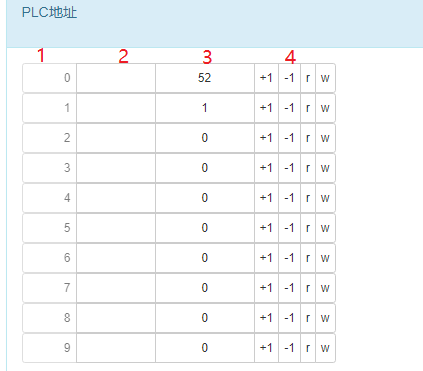 PLC地址
1 2 3 4
0 52 +1 -1 r w
1 1 +1 -1 r w
2 0 +1 -1 r w
3 0 +1 -1 r w
4 0 +1 -1 r w
5 0 +1 -1 r w
6 0 +1 -1 r w
7 0 +1 -1 r w
8 0 +1 -1 r w
9 0 +1 -1 r w